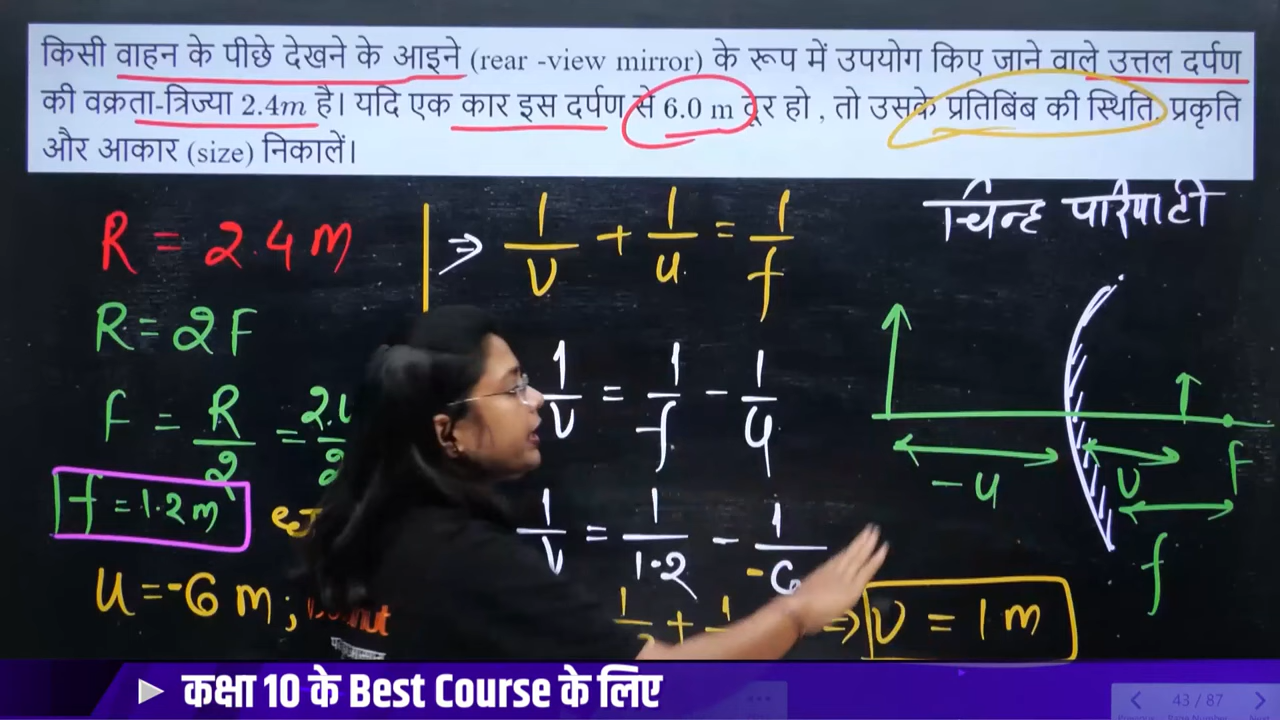 किसी वाहन के पीछे देखने के आइने (rear -view mirror) के रूप में उपयोग किए जाने वाले उत्तल दर्पण
की वक्रता-त्रिज्या 2.4m है। यदि एक कार इस दर्पण से 6.0 m दूर हो , तो उसके प्रतिबिंब की स्थिति, प्रकृति
और आकार (size) निकालें।
चिन्ह परिपाटी
R = 2.4 m
⇒ 1/v + 1/u = 1/f
R = 2F
1/v = 1/f - 1/u
F = R/2 =
-u
v
F
f = 1.2 m
1/v = 1/1.2 - 1/-6
f
u = -6 m ;
⇒ v = 1 m
कक्षा 10 के Best Course के लिए
43 / 87